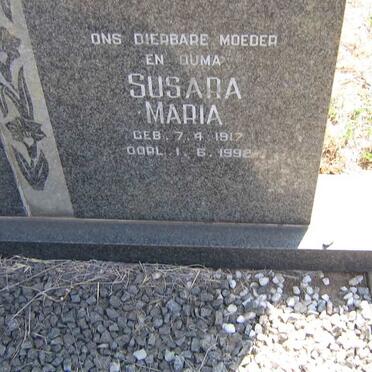 ONS DIERBARE MOEDER
EN OUMA
SUSARA
MARIA
GEB. 7. 4. 1917
OORL. 1. 6. 1992